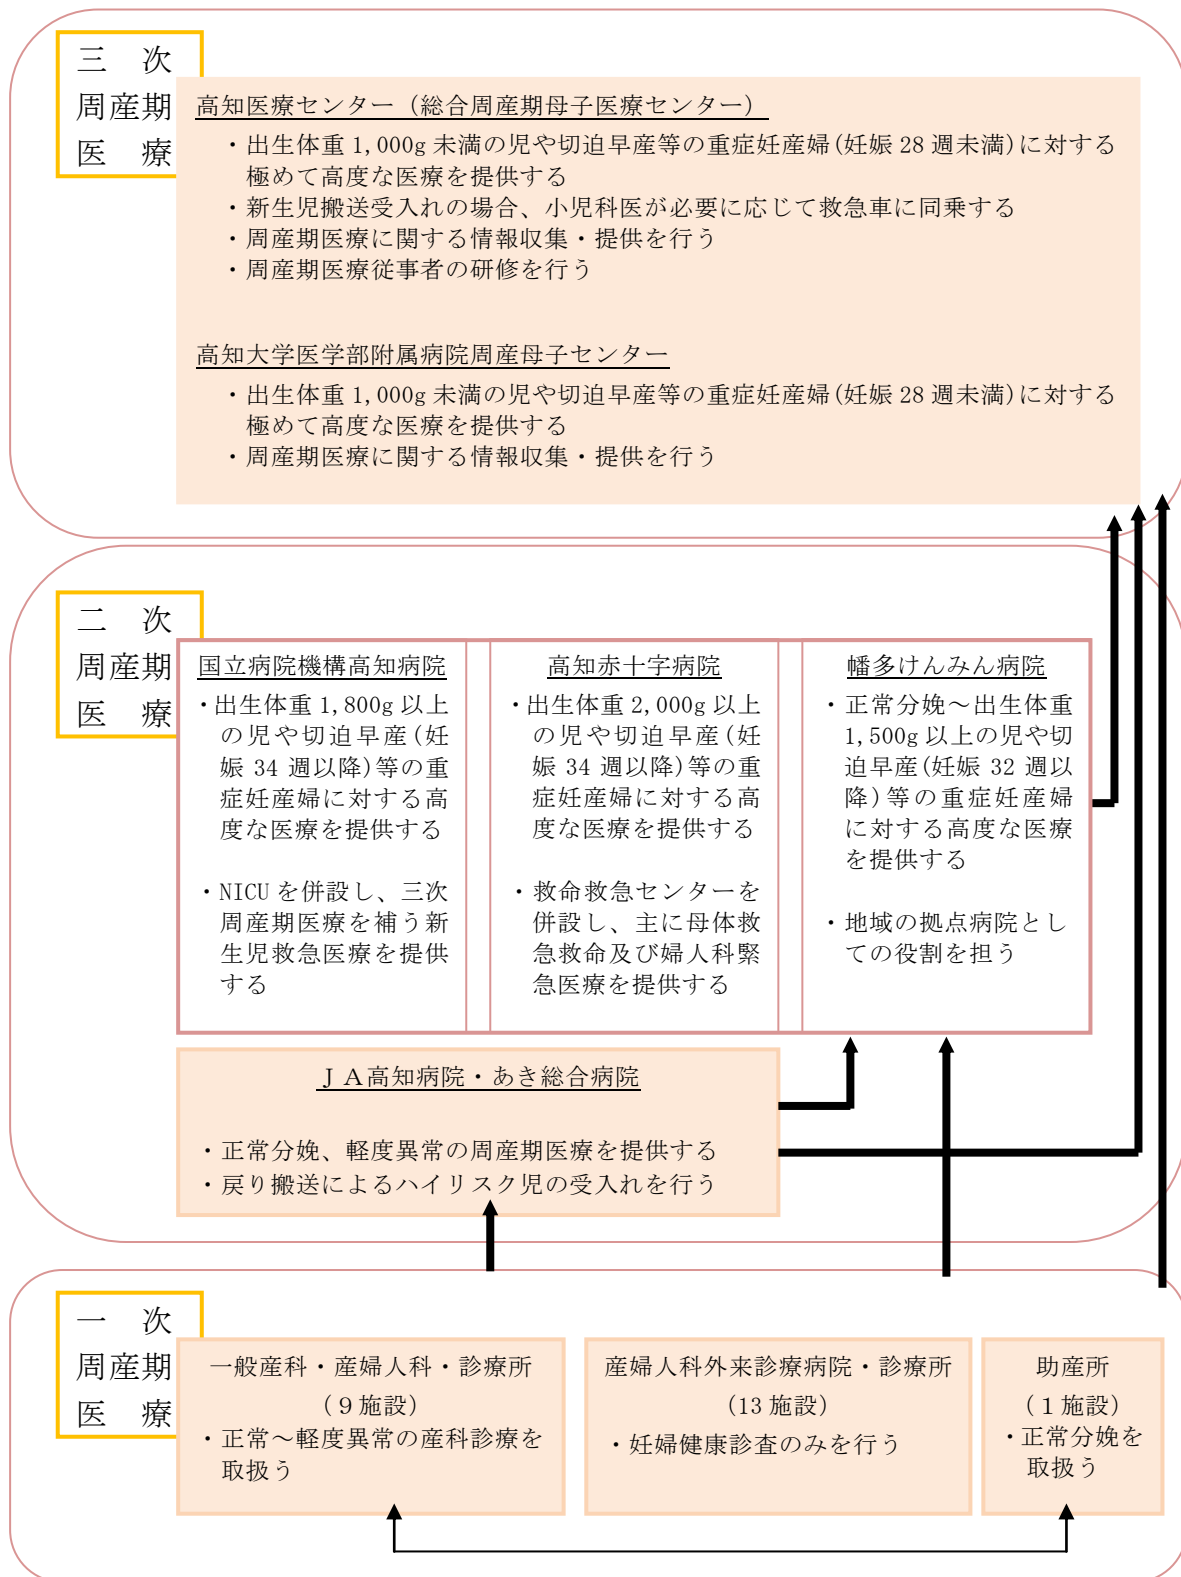 三　次
周産期
医　療
高知医療センター（総合周産期母子医療センター）
・出生体重 1,000g 未満の児や切迫早産等の重症妊産婦(妊娠 28 週未満)に対する
極めて高度な医療を提供する
・新生児搬送受入れの場合、小児科医が必要に応じて救急車に同乗する
・周産期医療に関する情報収集・提供を行う
・周産期医療従事者の研修を行う
高知大学医学部附属病院周産母子センター
・出生体重 1,000g 未満の児や切迫早産等の重症妊産婦(妊娠 28 週未満)に対する
極めて高度な医療を提供する
・周産期医療に関する情報収集・提供を行う
二　次
周産期
医　療
国立病院機構高知病院
・出生体重 1,800g 以上
の児や切迫早産(妊
娠 34 週以降)等の重
症妊産婦に対する高
度な医療を提供する
・NICU を併設し、三次
周産期医療を補う新
生児救急医療を提供
する
高知赤十字病院
・出生体重 2,000g 以上
の児や切迫早産(妊
娠 34 週以降)等の重
症妊産婦に対する高
度な医療を提供する
・救命救急センターを
併設し、主に母体救
急救命及び婦人科緊
急医療を提供する
幡多けんみん病院
・正常分娩～出生体重
1,500g 以上の児や切
迫早産(妊娠 32 週以
降)等の重症妊産婦
に対する高度な医療
を提供する
・地域の拠点病院とし
ての役割を担う
ＪＡ高知病院・あき総合病院
・正常分娩、軽度異常の周産期医療を提供する
・戻り搬送によるハイリスク児の受入れを行う
一　次
周産期
医　療
一般産科・産婦人科・診療所
（９施設）
・正常～軽度異常の産科診療を
取扱う
産婦人科外来診療病院・診療所
(13 施設)
・妊婦健康診査のみを行う
助産所
（１施設）
・正常分娩を
取扱う